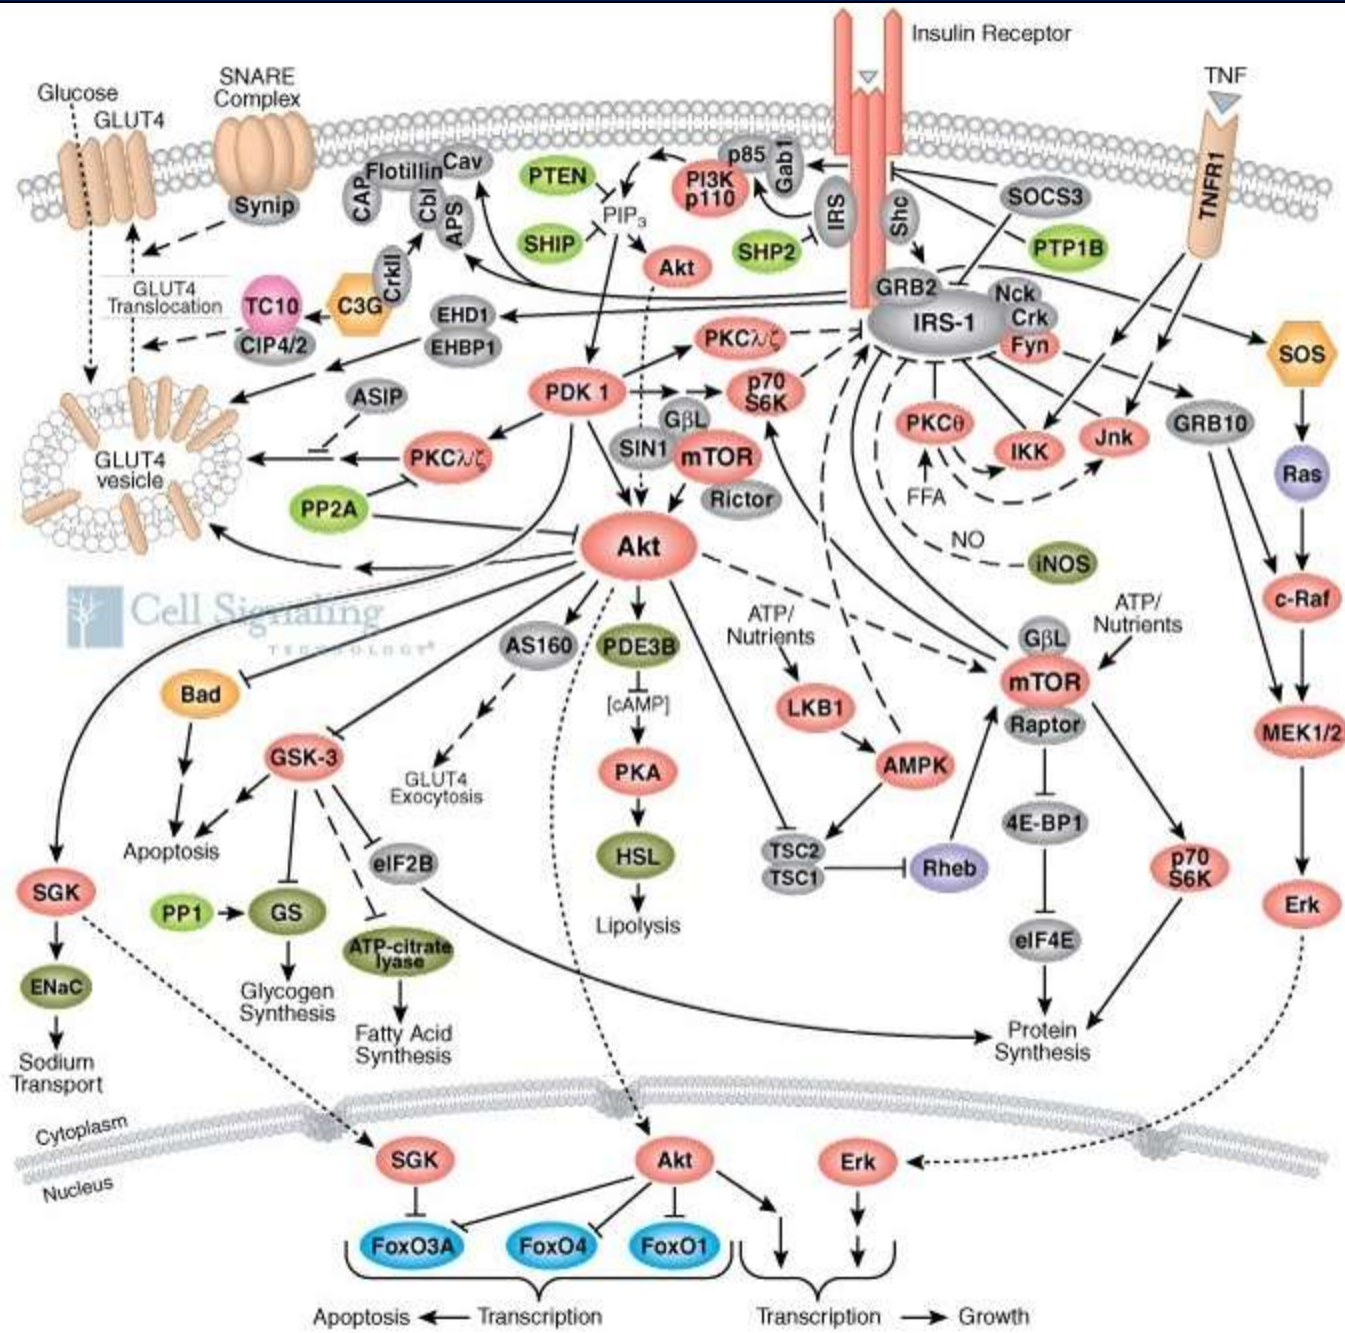 Insulin Receptor
TNF
Glucose
GLUT4
SNARE
Complex
Synip
CAP
Flotillin
Cav
Cbl
APS
CrkII
C3G
TC10
CIP4/2
GLUT4
Translocation
PTEN
SHIP
PIP3
PI3K
p110
p85
Gab1
IRS
SHP2
Shc
SOCS3
PTP1B
TNFR1
Akt
GRB2
IRS-1
Nck
Crk
Fyn
SOS
EHD1
EHBP1
ASIP
PKCλ/ζ
PDK 1
p70
S6K
GβL
SIN1
mTOR
Rictor
PKCλ/ζ
PP2A
GLUT4
vesicle
PKCθ
FFA
IKK
Jnk
GRB10
Ras
NO
iNOS
c-Raf
MEK1/2
Erk
Akt
Cell Signaling
TECHNOLOGY®
Bad
AS160
PDE3B
[cAMP]
PKA
HSL
Lipolysis
GLUT4
Exocytosis
GSK-3
Apoptosis
eIF2B
PP1
GS
Glycogen
Synthesis
ATP-citrate
lyase
Fatty Acid
Synthesis
SGK
ENaC
Sodium
Transport
ATP/
Nutrients
LKB1
AMPK
TSC2
TSC1
Rheb
ATP/
Nutrients
GβL
mTOR
Raptor
4E-BP1
eIF4E
p70
S6K
Protein
Synthesis
Cytoplasm
Nucleus
SGK
Akt
Erk
FoxO3A
FoxO4
FoxO1
Apoptosis
Transcription
Transcription
Growth